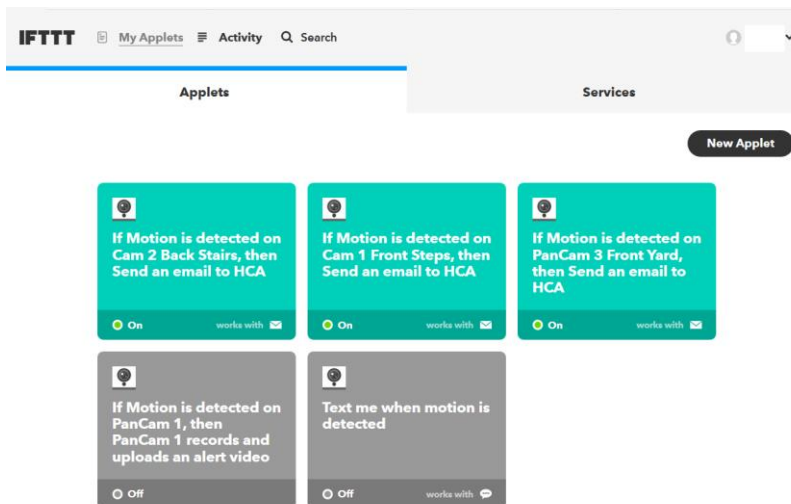 IFTTT My Applets Activity Search
Applets Services
New Applet
If Motion is detected on
Cam 2 Back Stairs, then
Send an email to HCA
On works with
If Motion is detected on
Cam 1 Front Steps, then
Send an email to HCA
On works with
If Motion is detected on
PanCam 3 Front Yard,
then Send an email to
HCA
On works with
If Motion is detected on
PanCam 1, then
PanCam 1 records and
uploads an alert video
Off
Text me when motion is
detected
Off works with